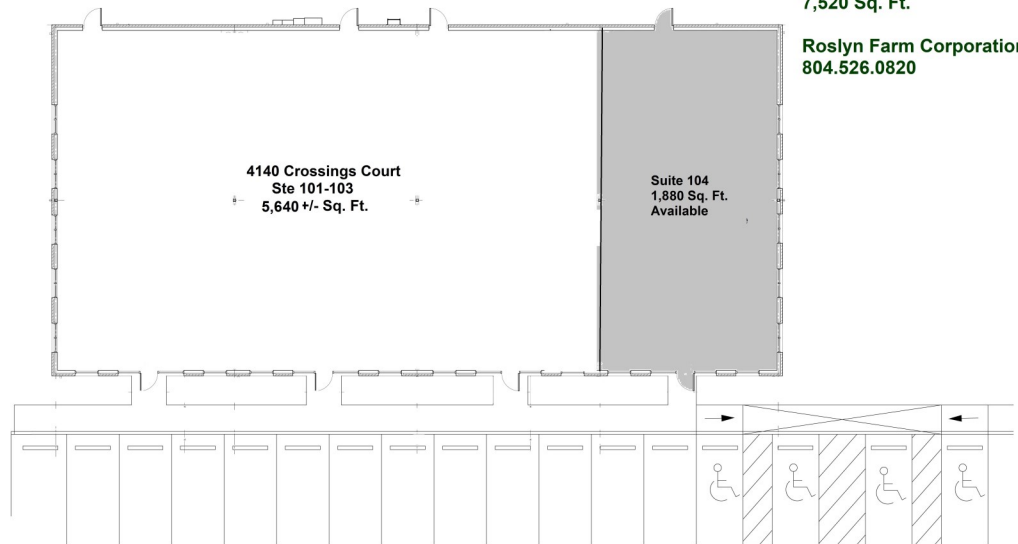 7,520 Sq. Ft.
Roslyn Farm Corporation
804.526.0820
4140 Crossings Court
Ste 101-103
5,640 +/- Sq. Ft.
Suite 104
1,880 Sq. Ft.
Available